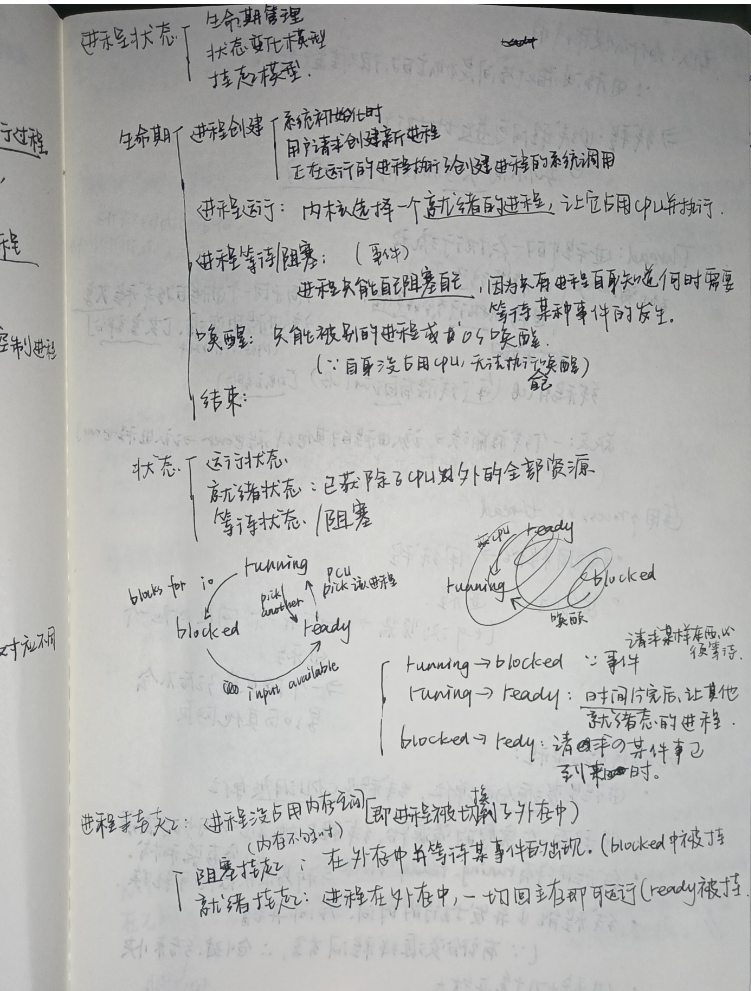 进程状态
生命期管理
状态变化模型
挂起模型.
生命期
进程创建
系统初始化时
用户请求创建新进程
正在运行的进程执行了创建进程的系统调用
进程运行: 内核选择一个就绪的进程, 让它占用CPU并执行.
进程等待/阻塞: (事件)
进程只能自己阻塞自己, 因为只有进程自身知道何时需要
等待某种事件的发生。
唤醒: 只能被别的进程或OS唤醒.
(∵自身没占用CPU, 无法执行唤醒)
结束:
状态
运行状态
就绪状态: 已获除了CPU以外的全部资源
等待状态/阻塞
running
blocks for io
blocked
pick another
PCU
pick 该进程
ready
input available
ready
running
blocked
唤醒
running→blocked ∵事件
请求某样东西,必须等待.
runing→ready: 时间片完后,让其他
就绪态的进程.
blocked→redy: 请求的某件事已
到来时。
进程挂起: 进程没占用内存空间[即进程被切换到了外存中)
(内存不够时)
阻塞挂起: 在外存中并等待某事件的出现. (blocked中被挂
就绪挂起: 进程在外存中, 一切回主存即可运行(ready被挂.
行过程
程
控制进程
对应不同